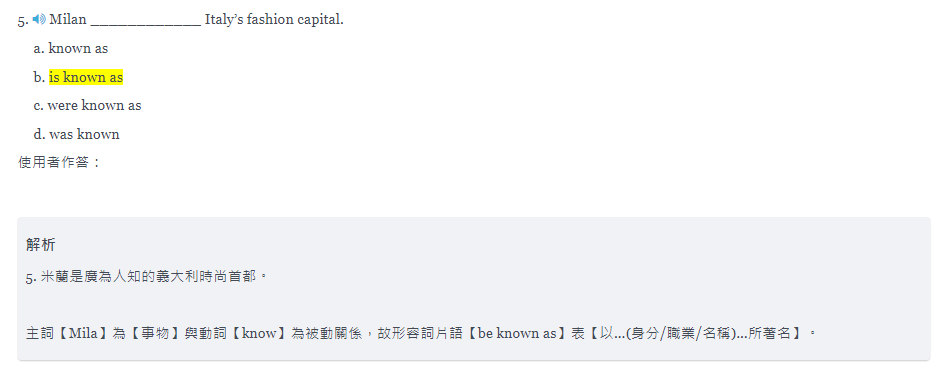 5. Milan ______________ Italy’s fashion capital.
a. known as
b. is known as
c. were known as
d. was known
使用者作答：
解析
5. 米蘭是廣為人知的義大利時尚首都。
主詞【Mila】為【事物】與動詞【know】為被動關係，故形容詞片語【be known as】表【以...(身分/職業/名稱)...所著名】。